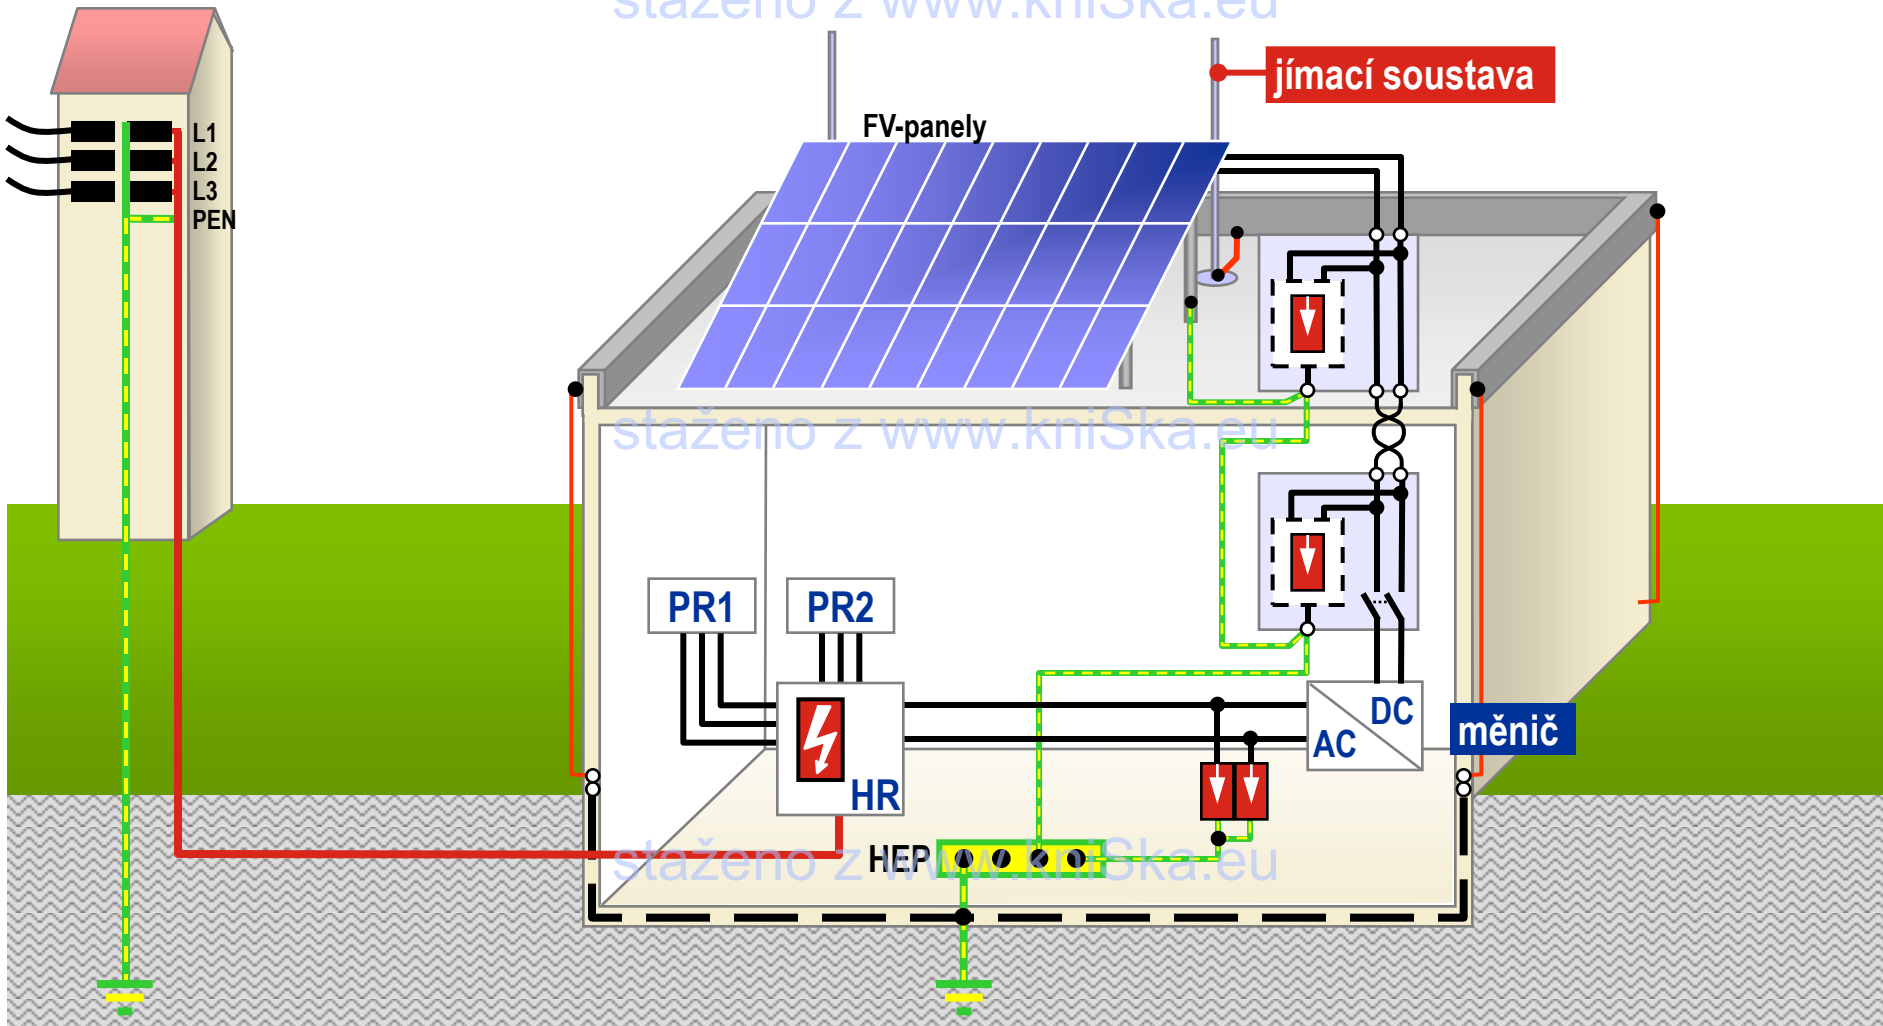 staženo z www.kniSka.eu
jímací soustava
FV-panely
L1
L2
L3
PEN
staženo z www.kniSka.eu
PR1
PR2
DC
AC
měnič
HR
HEP
staženo z www.kniSka.eu